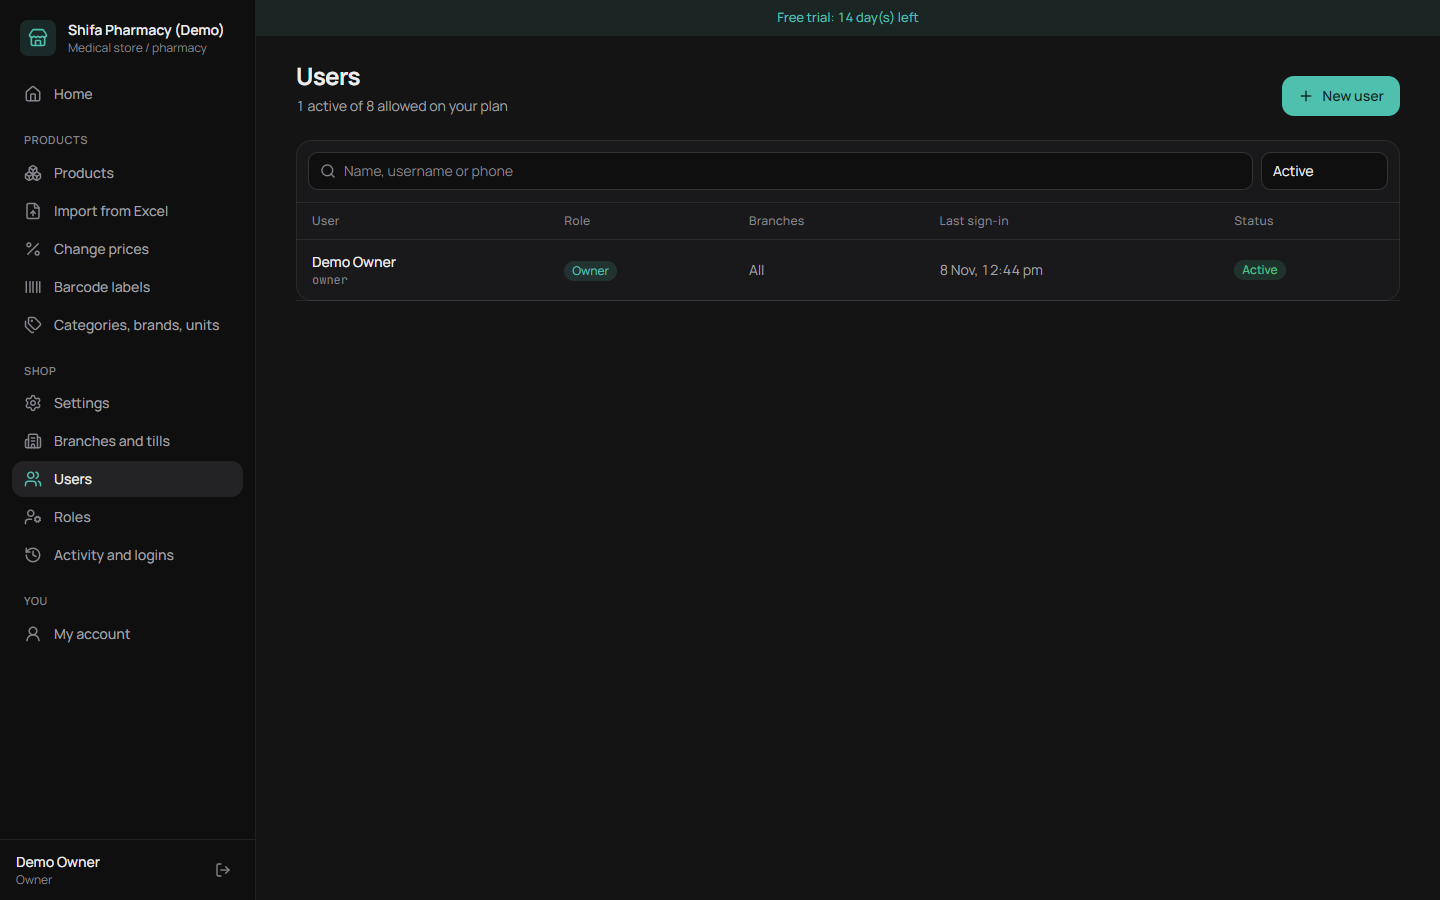 Shifa Pharmacy (Demo)
Medical store / pharmacy
Home
PRODUCTS
Products
Import from Excel
Change prices
Barcode labels
Categories, brands, units
SHOP
Settings
Branches and tills
Users
Roles
Activity and logins
YOU
My account
Demo Owner
Owner
Free trial: 14 day(s) left
Users
1 active of 8 allowed on your plan
New user
Name, username or phone
Active
User Role Branches Last sign-in Status
Demo Owner
owner
Owner All 8 Nov, 12:44 pm Active